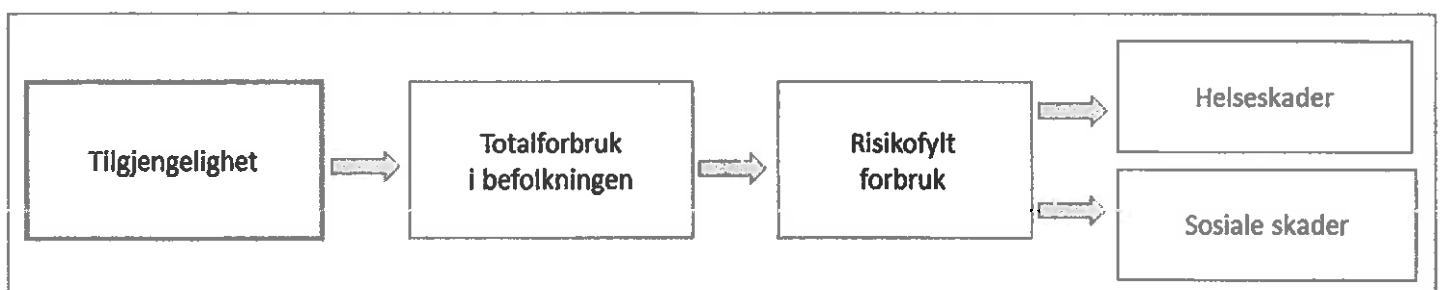 Tilgjengelighet
Totalforbruk
i befolkningen
Risikofylt
forbruk
Helseskader
Sosiale skader